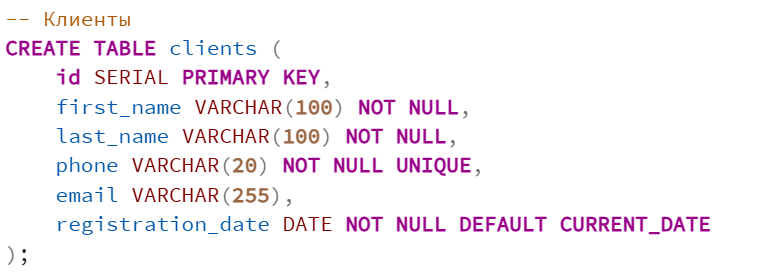 -- Клиенты
CREATE TABLE clients (
    id SERIAL PRIMARY KEY,
    first_name VARCHAR(100) NOT NULL,
    last_name VARCHAR(100) NOT NULL,
    phone VARCHAR(20) NOT NULL UNIQUE,
    email VARCHAR(255),
    registration_date DATE NOT NULL DEFAULT CURRENT_DATE
);